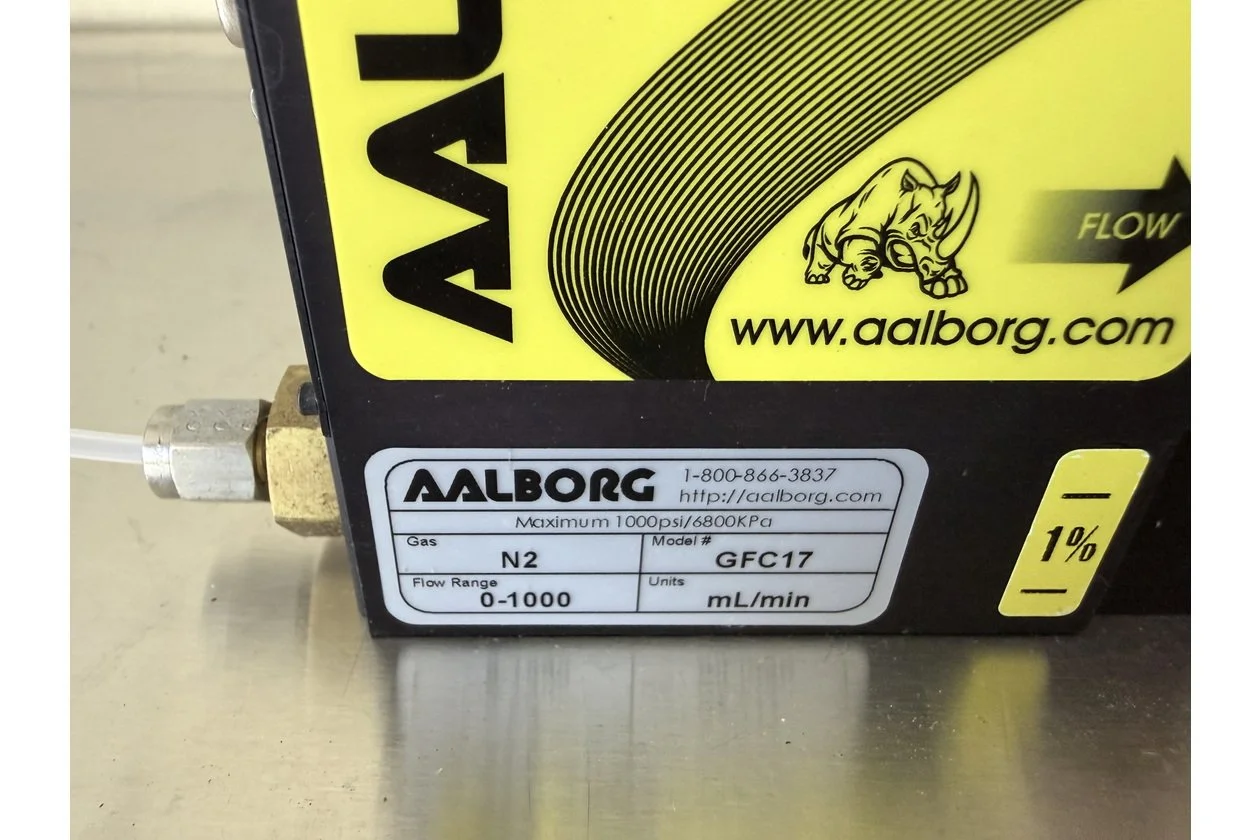 AAL
FLOW
www.aalborg.com
AALBORG
1-800-866-3837
http://aalborg.com
Maximum 1000psi/6800KPa
Gas
N2
Model #
GFC17
Flow Range
0-1000
Units
mL/min
1%